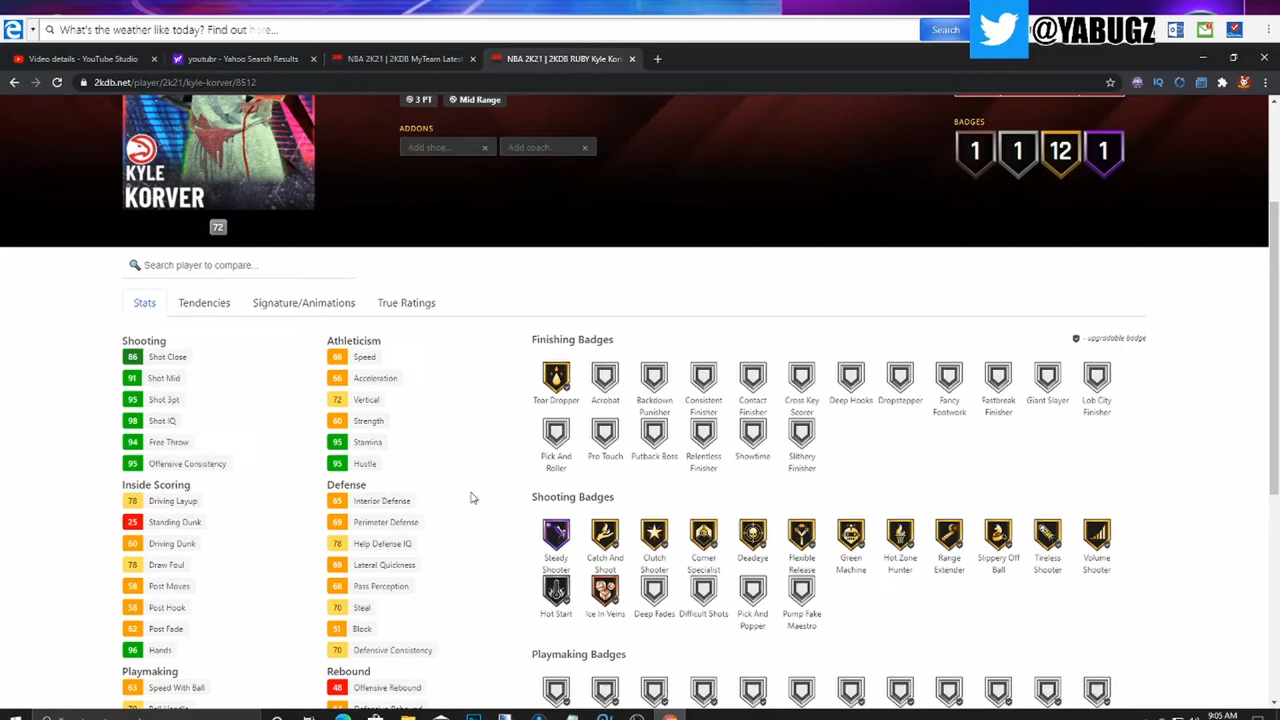 What's the weather like today? Find out here...
Search
@YABUGZ
Video details - YouTube Studio
youtubr - Yahoo Search Results
NBA 2K21 | 2KDB MyTeam Latest
NBA 2K21 | 2KDB RUBY Kyle Kor
2kdb.net/player/2k21/kyle-korver/8512
3 PT
Mid Range
ADDONS
Add shoe...
Add coach.
BADGES
1
1
12
1
KYLE
KORVER
72
Search player to compare...
Stats
Tendencies
Signature/Animations
True Ratings
Shooting
86 Shot Close
91 Shot Mid
95 Shot 3pt
98 Shot IQ
94 Free Throw
95 Offensive Consistency
Inside Scoring
78 Driving Layup
25 Standing Dunk
60 Driving Dunk
78 Draw Foul
58 Post Moves
58 Post Hook
62 Post Fade
96 Hands
Playmaking
63 Speed With Ball
Athleticism
66 Speed
66 Acceleration
72 Vertical
60 Strength
95 Stamina
95 Hustle
Defense
65 Interior Defense
69 Perimeter Defense
78 Help Defense IQ
69 Lateral Quickness
68 Pass Perception
70 Steal
51 Block
70 Defensive Consistency
Rebound
48 Offensive Rebound
Finishing Badges
- upgradable badge
Tear Dropper
Acrobat
Backdown Punisher
Consistent Finisher
Contact Finisher
Cross Key Scorer
Deep Hooks
Dropstepper
Fancy Footwork
Fastbreak Finisher
Giant Slayer
Lob City Finisher
Pick And Roller
Pro Touch
Putback Boss
Relentless Finisher
Showtime
Slithery Finisher
Shooting Badges
Steady Shooter
Catch And Shoot
Clutch Shooter
Corner Specialist
Deadeye
Flexible Release
Green Machine
Hot Zone Hunter
Range Extender
Slippery Off Ball
Tireless Shooter
Volume Shooter
Hot Start
Ice In Veins
Deep Fades
Difficult Shots
Pick And Popper
Pump Fake Maestro
Playmaking Badges
9:05 AM